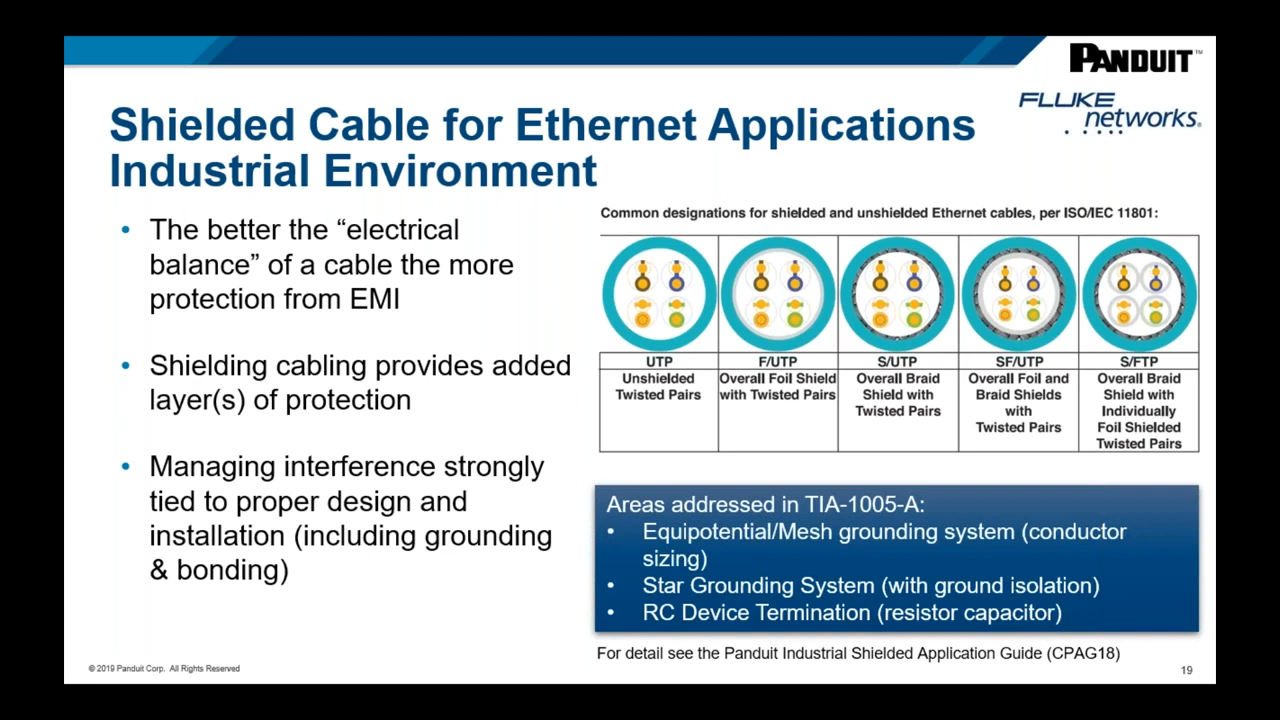 PANDUIT™
FLUKE
networks®
Shielded Cable for Ethernet Applications
Industrial Environment
• The better the “electrical
balance” of a cable the more
protection from EMI
• Shielding cabling provides added
layer(s) of protection
• Managing interference strongly
tied to proper design and
installation (including grounding
& bonding)
Common designations for shielded and unshielded Ethernet cables, per ISO/IEC 11801:
UTP
Unshielded
Twisted Pairs
F/UTP
Overall Foil Shield
with Twisted Pairs
S/UTP
Overall Braid
Shield with
Twisted Pairs
SF/UTP
Overall Foil and
Braid Shields
with
Twisted Pairs
S/FTP
Overall Braid
Shield with
Individually
Foil Shielded
Twisted Pairs
Areas addressed in TIA-1005-A:
• Equipotential/Mesh grounding system (conductor
sizing)
• Star Grounding System (with ground isolation)
• RC Device Termination (resistor capacitor)
For detail see the Panduit Industrial Shielded Application Guide (CPAG18)
© 2019 Panduit Corp. All Rights Reserved
19